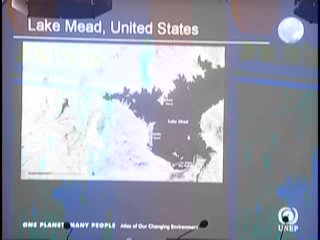 Lake Mead, United States
Lake Mead
ONE PLANET MANY PEOPLE Atlas of Our Changing Environment
UNEP